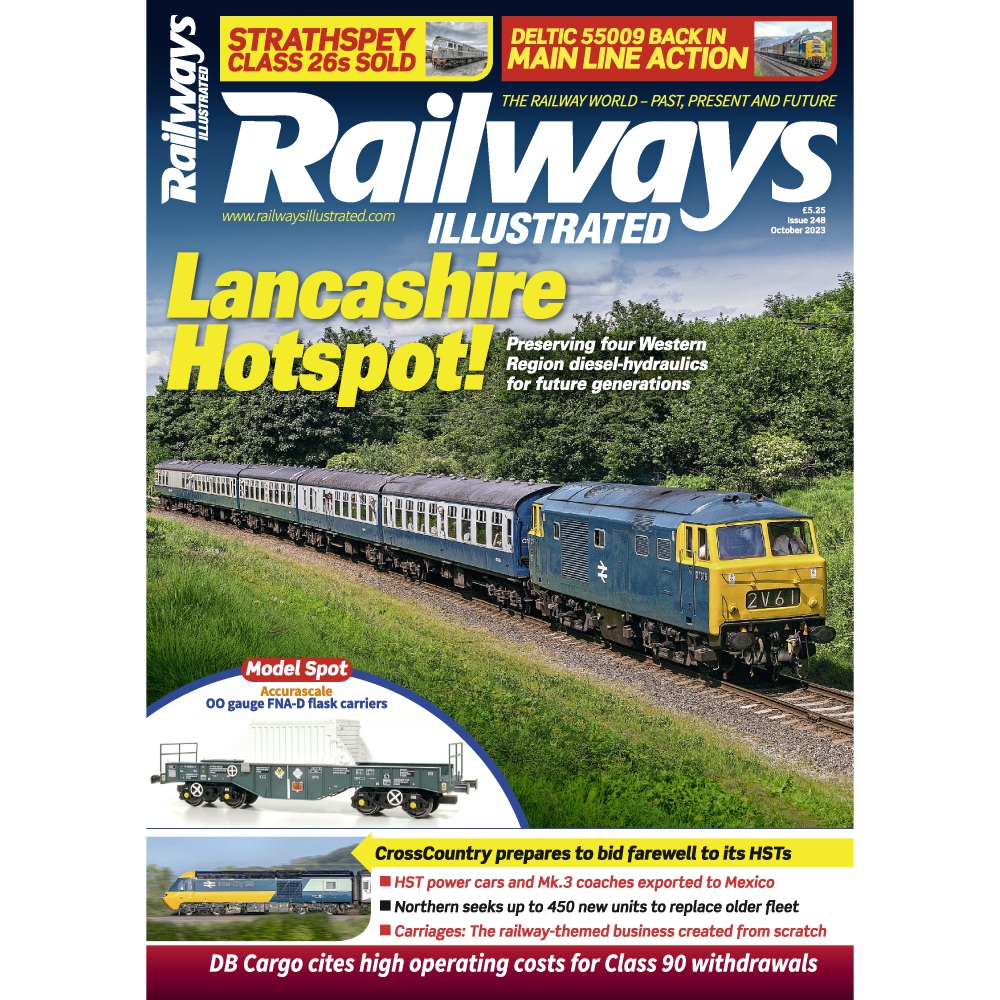 Railways
ILLUSTRATED
STRATHSPEY
CLASS 26s SOLD
DELTIC 55009 BACK IN
MAIN LINE ACTION
THE RAILWAY WORLD – PAST, PRESENT AND FUTURE
Railways
ILLUSTRATED
www.railwaysillustrated.com
£5.25
Issue 248
October 2023
Lancashire
Hotspot!
Preserving four Western
Region diesel-hydraulics
for future generations
2V61
Model Spot
Accurascale
OO gauge FNA-D flask carriers
CrossCountry prepares to bid farewell to its HSTs
HST power cars and Mk.3 coaches exported to Mexico
Northern seeks up to 450 new units to replace older fleet
Carriages: The railway-themed business created from scratch
DB Cargo cites high operating costs for Class 90 withdrawals